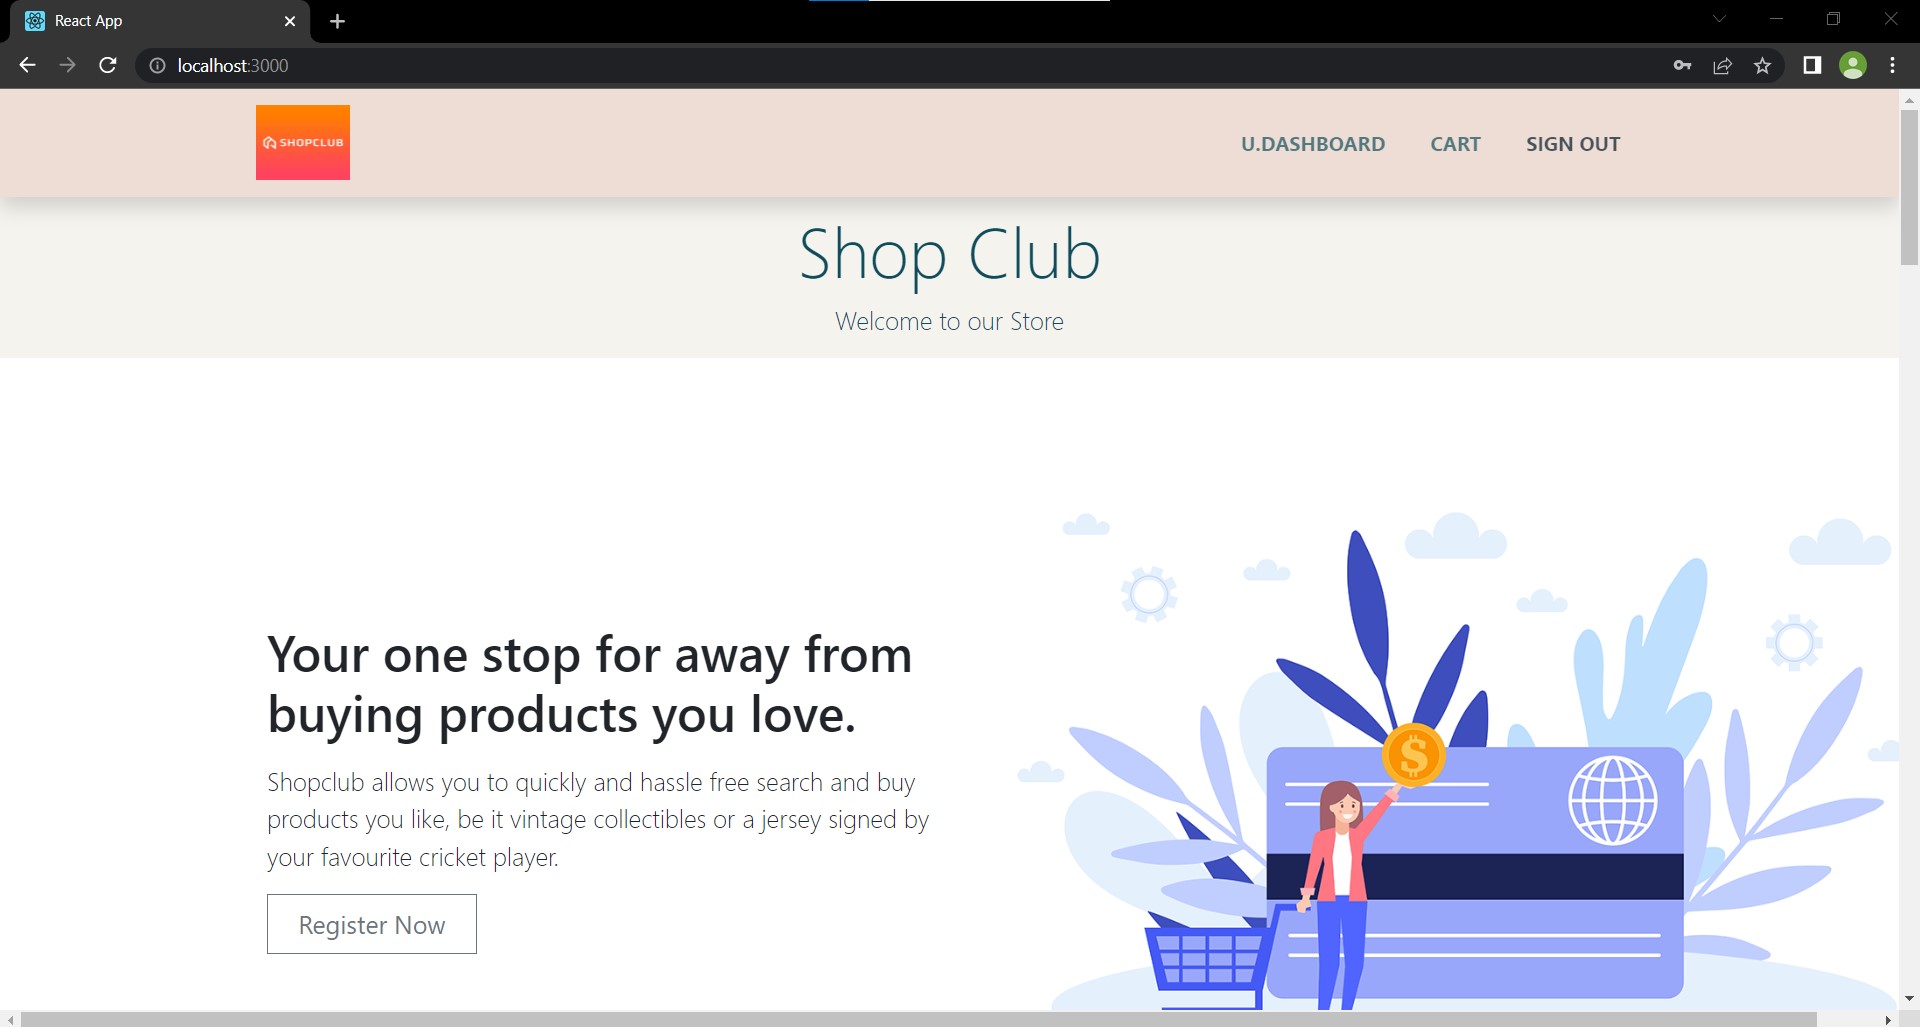 React App
localhost:3000
SHOPCLUB
U.DASHBOARD CART SIGN OUT
Shop Club
Welcome to our Store
Your one stop for away from
buying products you love.
Shopclub allows you to quickly and hassle free search and buy
products you like, be it vintage collectibles or a jersey signed by
your favourite cricket player.
Register Now
$